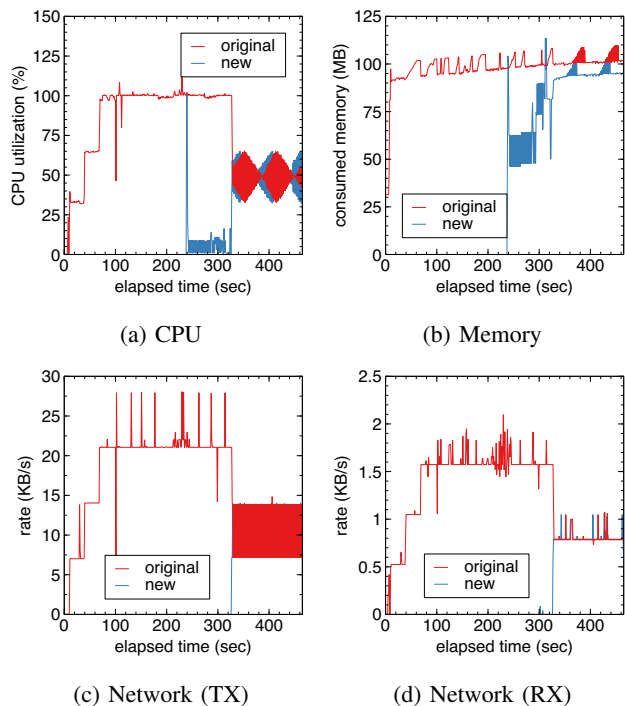 150
125
100
75
50
25
0
CPU utilization (%)
original
new
0 100 200 300 400
elapsed time (sec)
(a) CPU
125
100
75
50
25
0
consumed memory (MB)
original
new
0 100 200 300 400
elapsed time (sec)
(b) Memory
30
25
20
15
10
5
0
rate (KB/s)
original
new
0 100 200 300 400
elapsed time (sec)
(c) Network (TX)
2.5
2
1.5
1
0.5
0
rate (KB/s)
original
new
0 100 200 300 400
elapsed time (sec)
(d) Network (RX)